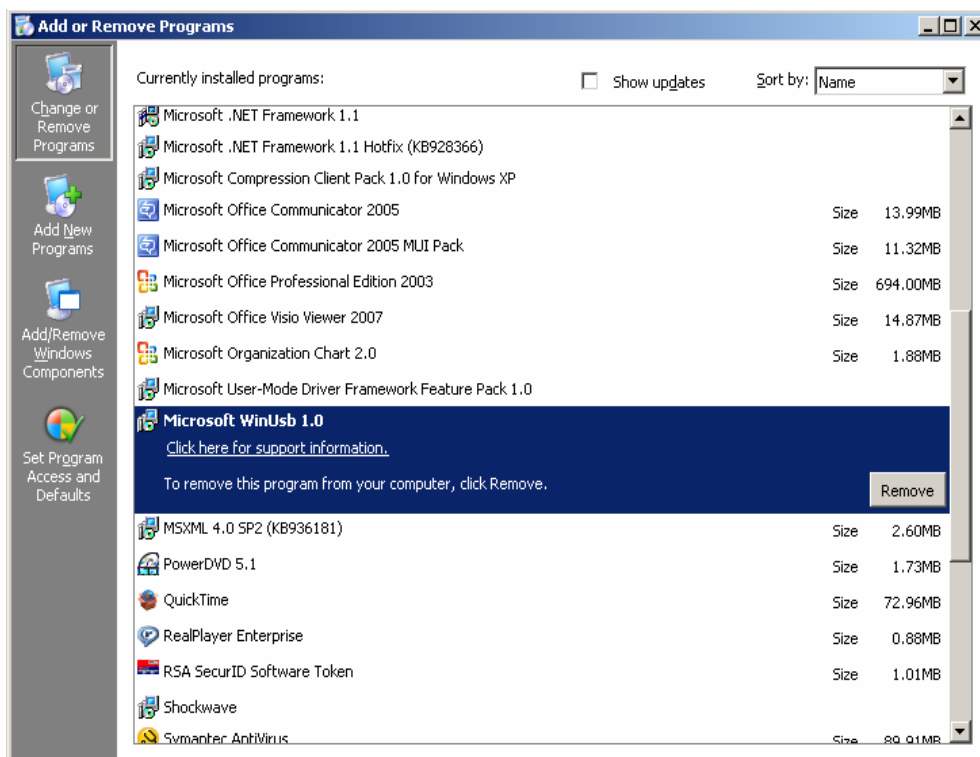 Add or Remove Programs
Change or
Remove
Programs
Add New
Programs
Add/Remove
Windows
Components
Set Program
Access and
Defaults
Currently installed programs:
Show updates
Sort by: Name
Microsoft .NET Framework 1.1
Microsoft .NET Framework 1.1 Hotfix (KB928366)
Microsoft Compression Client Pack 1.0 for Windows XP
Microsoft Office Communicator 2005 Size 13.99MB
Microsoft Office Communicator 2005 MUI Pack Size 11.32MB
Microsoft Office Professional Edition 2003 Size 694.00MB
Microsoft Office Visio Viewer 2007 Size 14.87MB
Microsoft Organization Chart 2.0 Size 1.88MB
Microsoft User-Mode Driver Framework Feature Pack 1.0
Microsoft WinUsb 1.0
Click here for support information.
To remove this program from your computer, click Remove.
Remove
MSXML 4.0 SP2 (KB936181) Size 2.60MB
PowerDVD 5.1 Size 1.73MB
QuickTime Size 72.96MB
RealPlayer Enterprise Size 0.88MB
RSA SecurID Software Token Size 1.01MB
Shockwave
Symantec AntiVirus Size 89.91MB